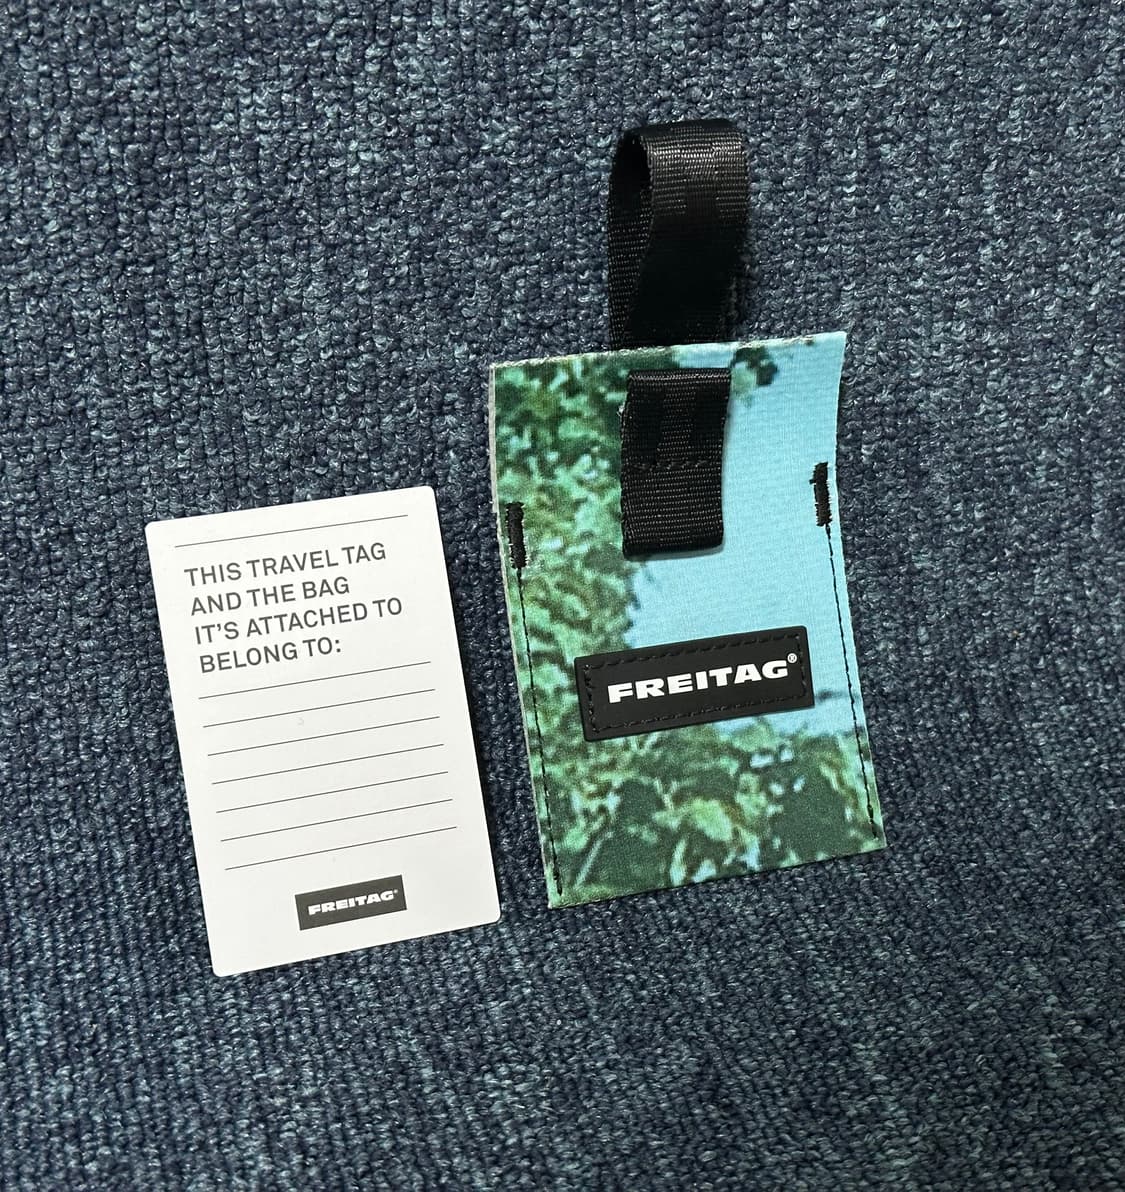 THIS TRAVEL TAG
AND THE BAG
IT'S ATTACHED TO
BELONG TO:
FREITAG®
FREITAG®